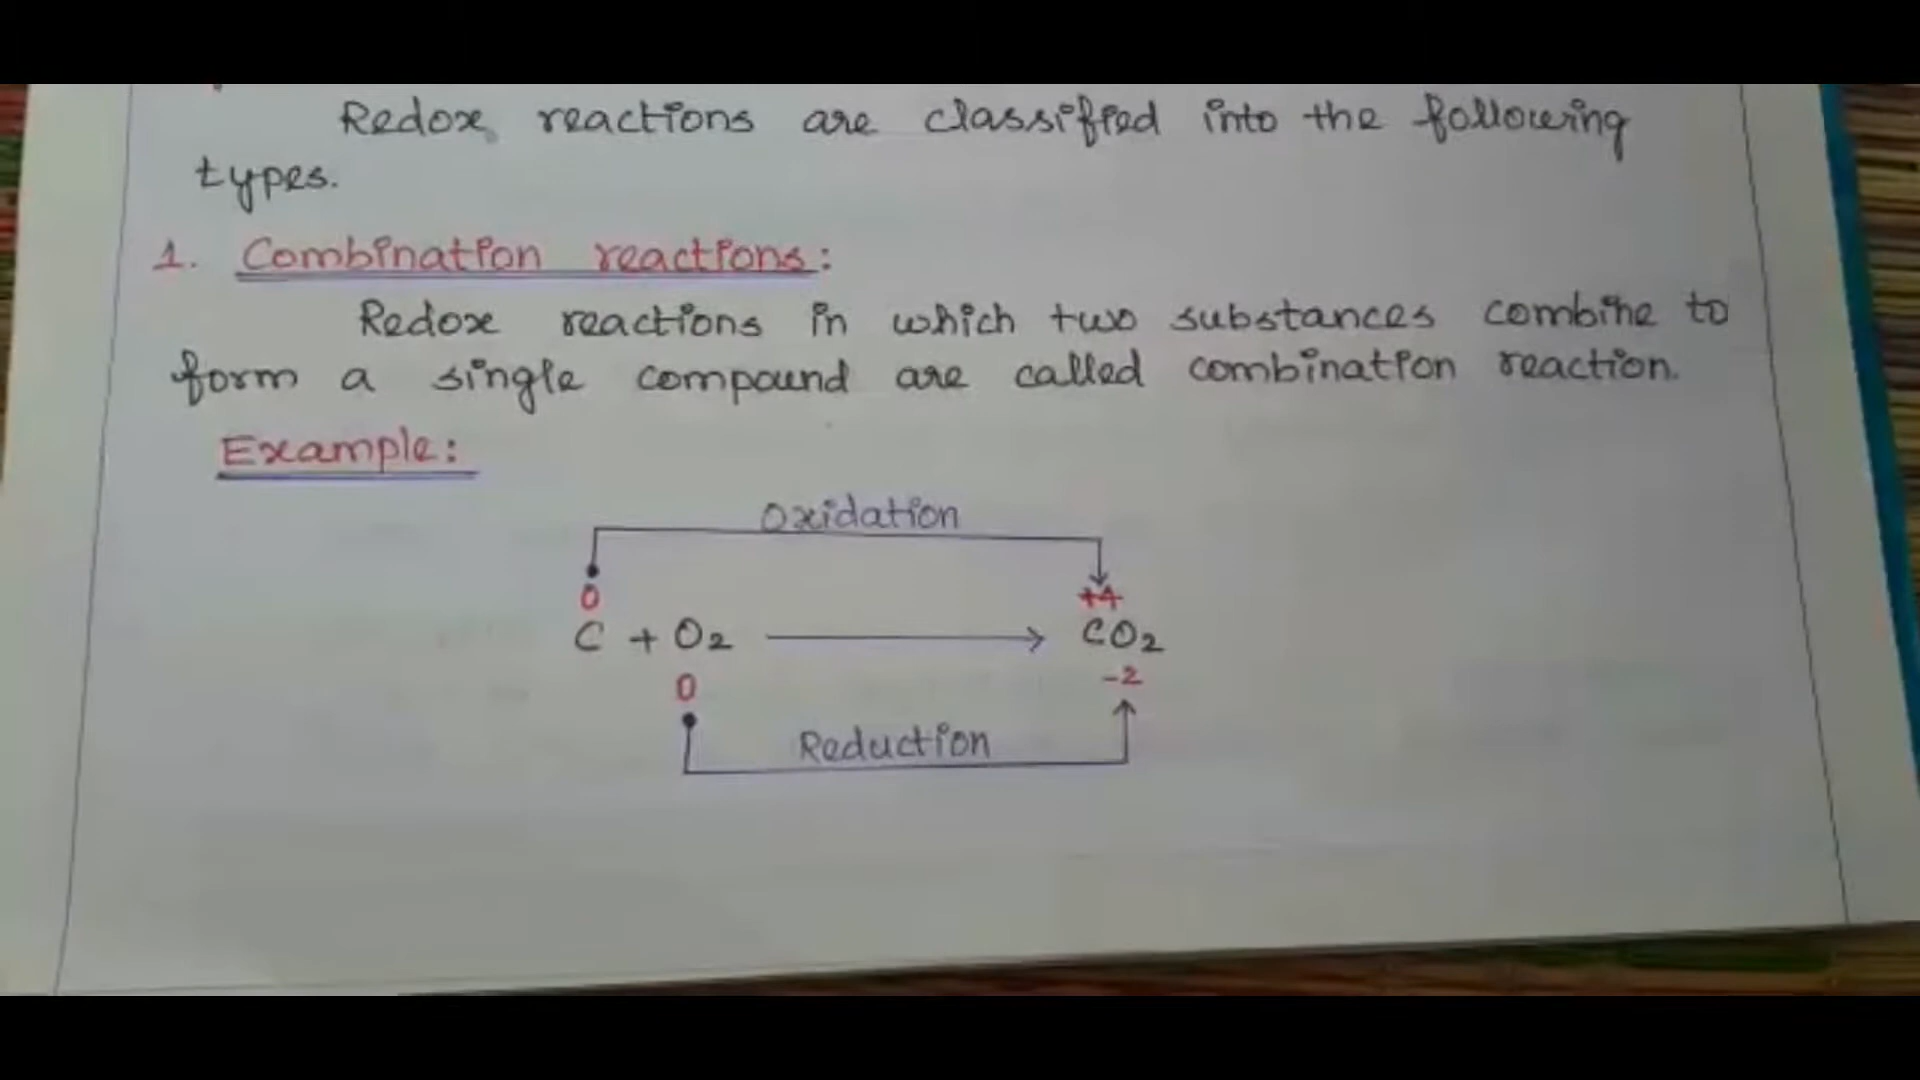 Redox reactions are classified into the following
types.
1. Combination reactions:
Redox reactions in which two substances combine to
form a single compound are called combination reaction.
Example:
Oxidation
0 +4
C + O2 ⟶ CO2
0 -2
Reduction